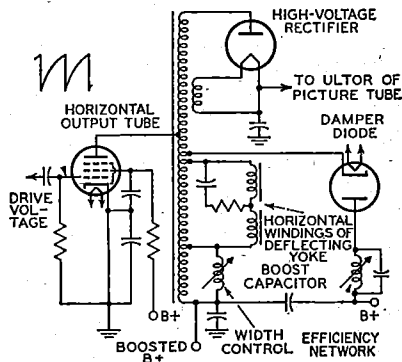 HIGH-VOLTAGE
RECTIFIER
TO ULTOR OF
PICTURE TUBE
HORIZONTAL
OUTPUT TUBE
DAMPER
DIODE
DRIVE
VOL-
TAGE
HORIZONTAL
WINDINGS OF
DEFLECTING
YOKE
BOOST
CAPACITOR
B+
B+
BOOSTED
B+
WIDTH
CONTROL
EFFICIENCY
NETWORK